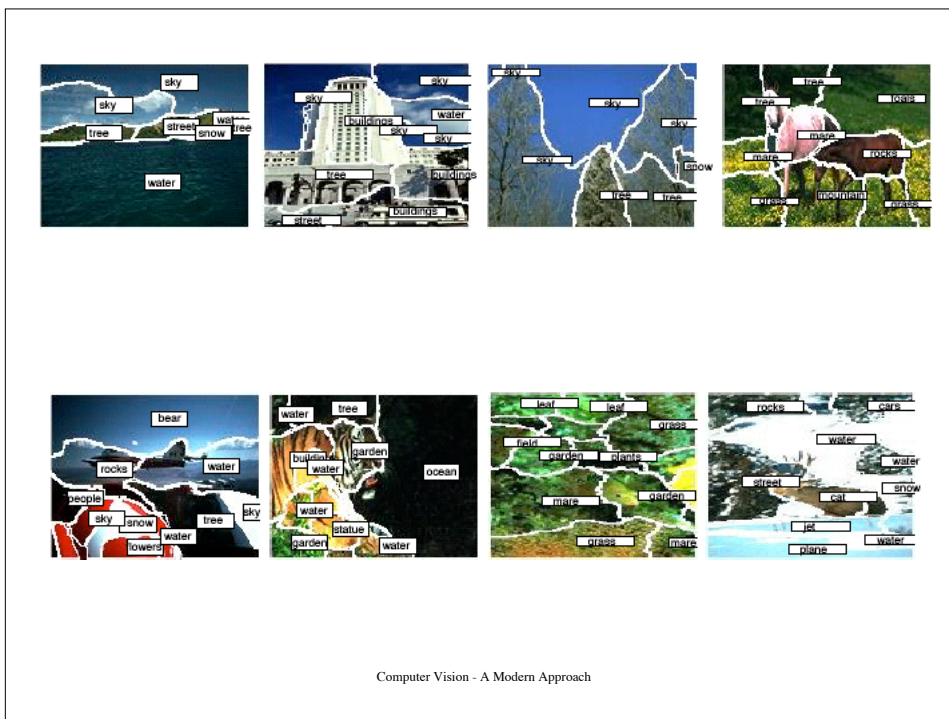 sky
sky
tree
street
water
snow
tree
water
sky
sky
buildings
water
sky
sky
tree
buildings
buildings
street
sky
sky
sky
sky
snow
tree
tree
tree
tree
mare
mare
rocks
grass
mountain
grass
bear
rocks
water
people
sky
snow
water
tree
sky
water
tree
garden
water
ocean
water
statue
garden
water
leaf
leaf
grass
field
garden
plants
mare
garden
grass
mare
rocks
cars
water
water
street
cat
snow
jet
water
plane
Computer Vision - A Modern Approach